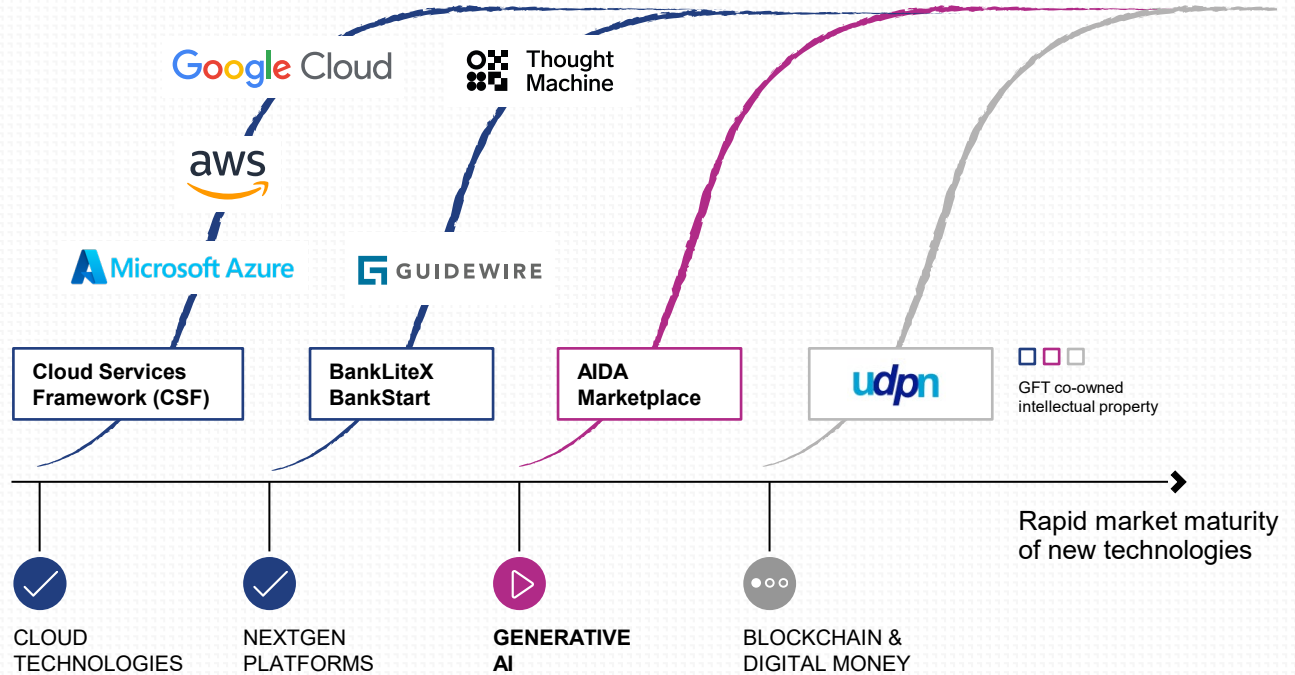 Google Cloud
Thought
Machine
aws
Microsoft Azure
GUIDEWIRE
Cloud Services
Framework (CSF)
BankLiteX
BankStart
AIDA
Marketplace
udpn
GFT co-owned
intellectual property
Rapid market maturity
of new technologies
CLOUD
TECHNOLOGIES
NEXTGEN
PLATFORMS
GENERATIVE
AI
BLOCKCHAIN &
DIGITAL MONEY